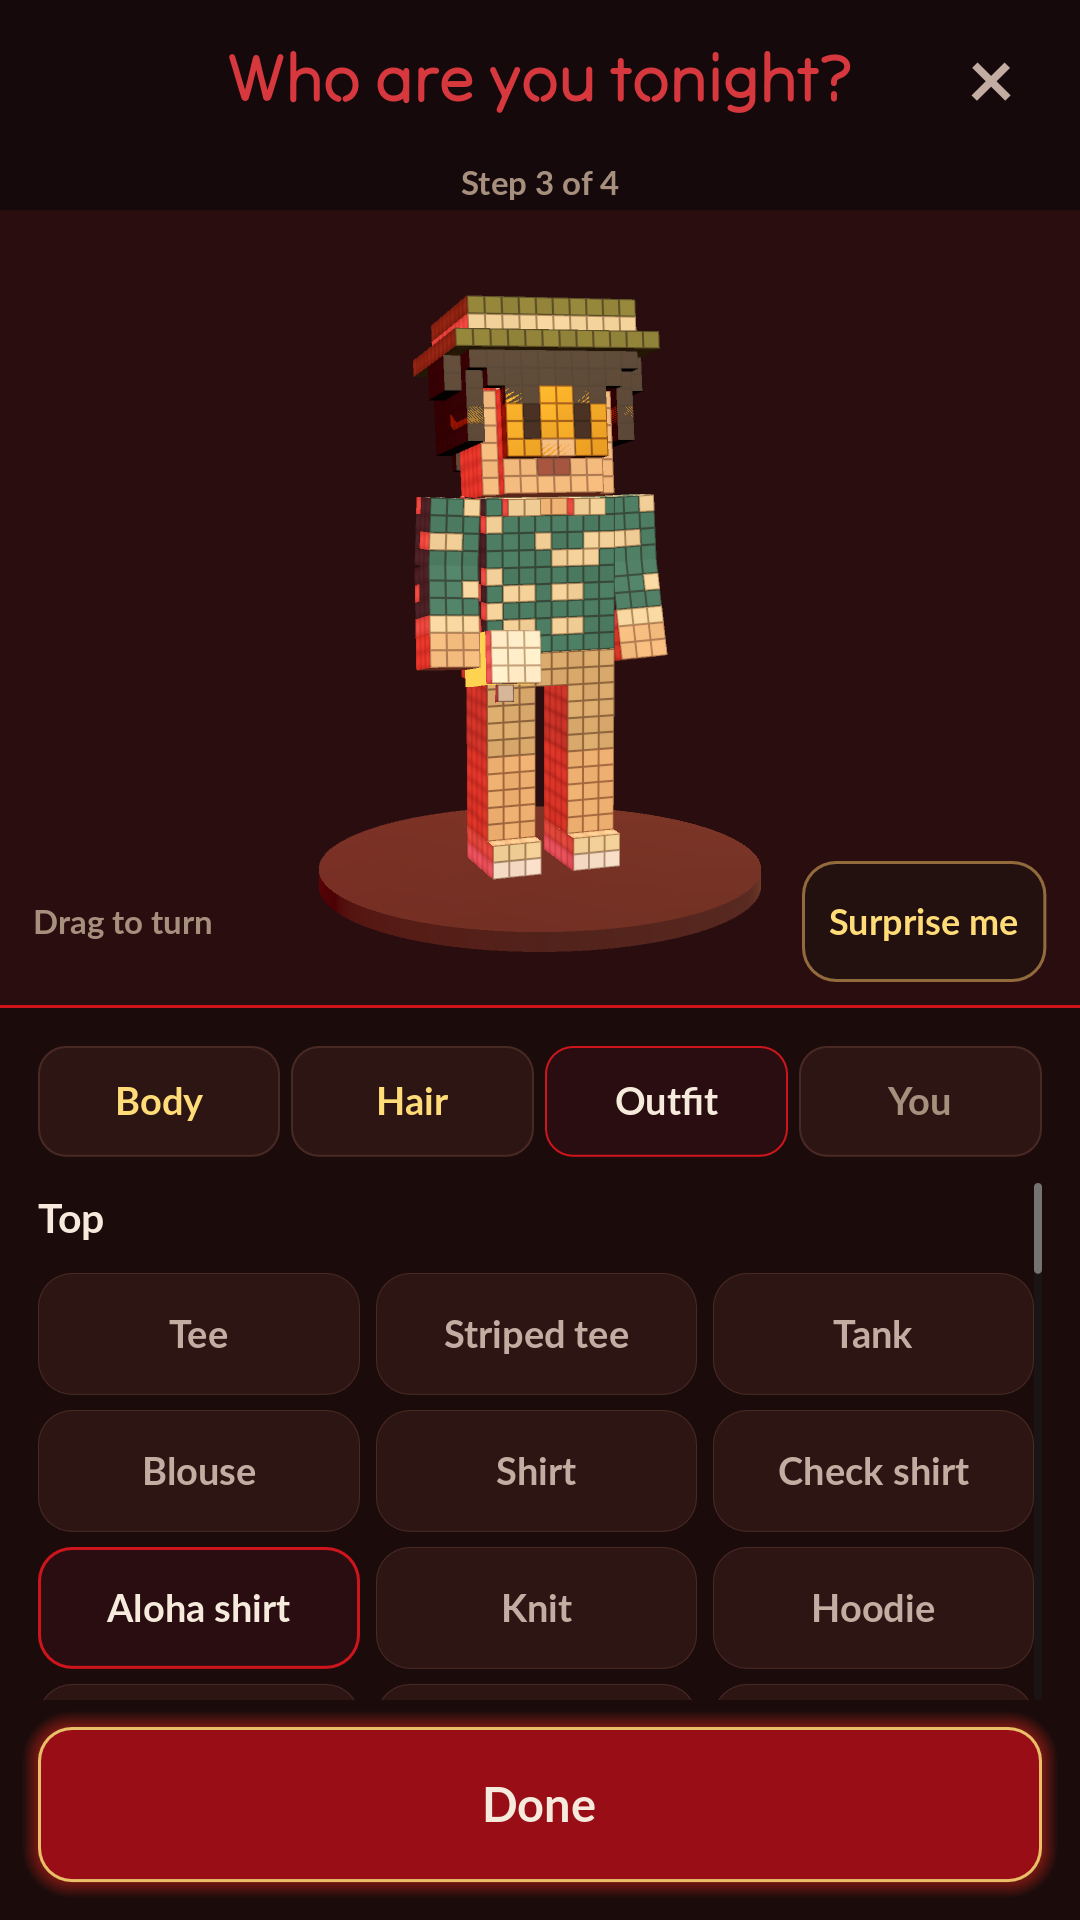 Who are you tonight?
Step 3 of 4
Drag to turn
Surprise me
Body
Hair
Outfit
You
Top
Tee
Striped tee
Tank
Blouse
Shirt
Check shirt
Aloha shirt
Knit
Hoodie
Done